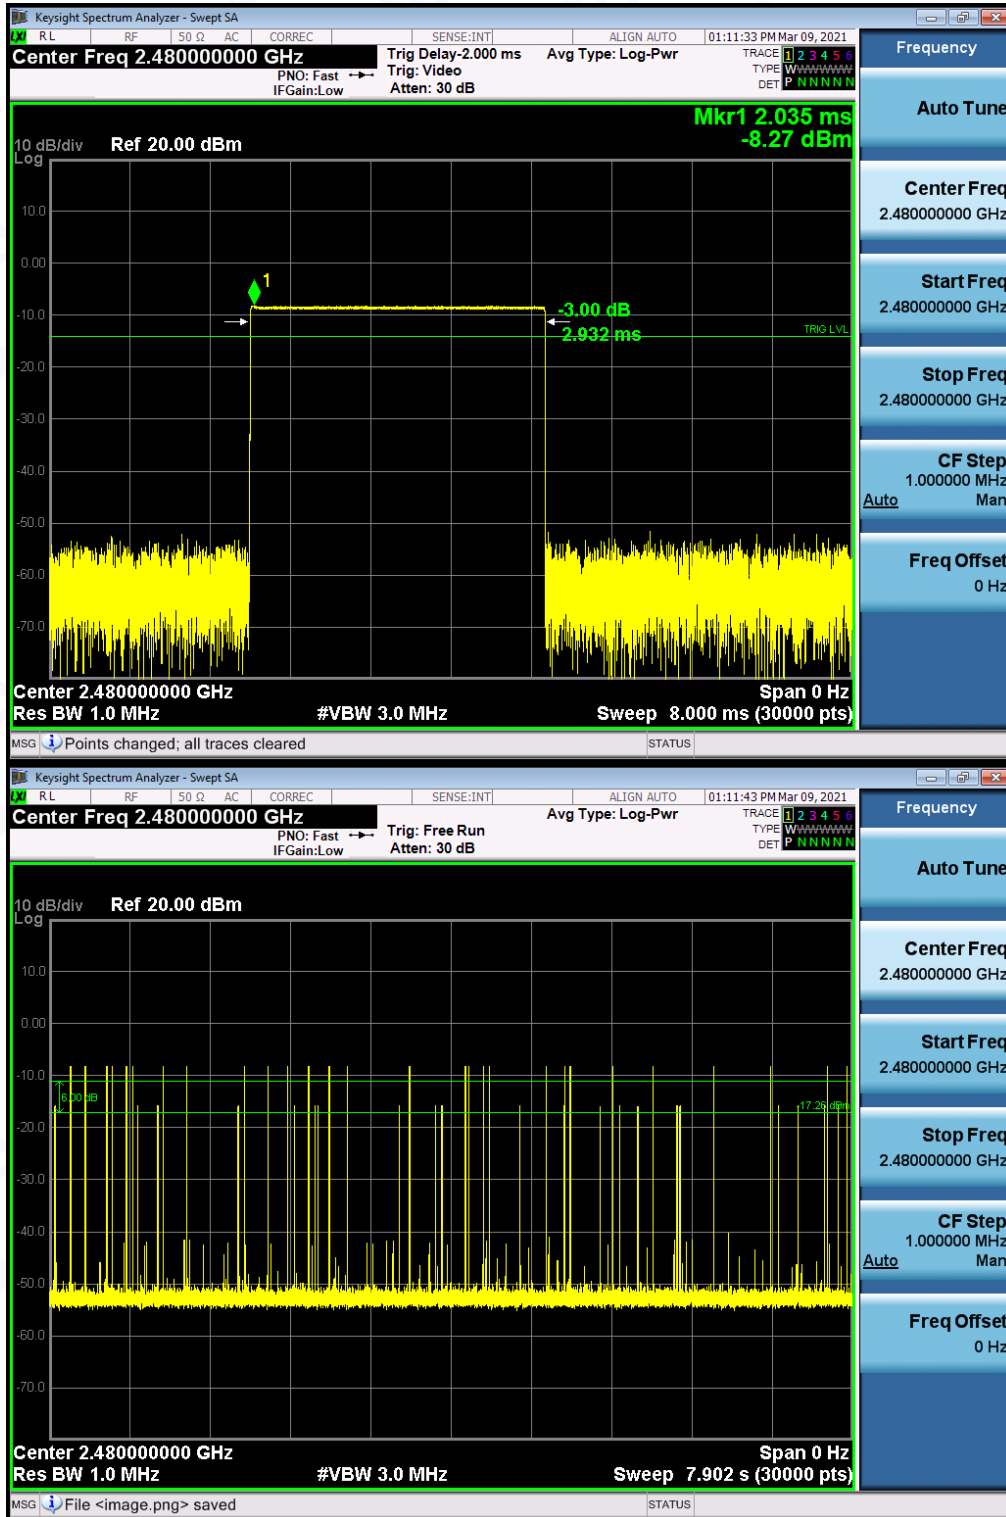 Keysight Spectrum Analyzer - Swept SA
LXI RL RF 50 Ω AC CORREC SENSE:INT ALIGN AUTO 01:11:33 PM Mar 09, 2021
Center Freq 2.480000000 GHz
PNO: Fast
IFGain:Low
Trig Delay-2.000 ms
Trig: Video
Atten: 30 dB
Avg Type: Log-Pwr
TRACE 1 2 3 4 5 6
TYPE WWWWWW
DET P N N N N N
Mkr1 2.035 ms
-8.27 dBm
10 dB/div Ref 20.00 dBm
Log
10.0
0.00
1
-10.0
-3.00 dB
2.932 ms
TRIG LVL
-20.0
-30.0
-40.0
-50.0
-60.0
-70.0
Center 2.480000000 GHz Span 0 Hz
Res BW 1.0 MHz #VBW 3.0 MHz Sweep 8.000 ms (30000 pts)
MSG Points changed; all traces cleared STATUS
Frequency
Auto Tune
Center Freq
2.480000000 GHz
Start Freq
2.480000000 GHz
Stop Freq
2.480000000 GHz
CF Step
1.000000 MHz
Auto Man
Freq Offset
0 Hz
Keysight Spectrum Analyzer - Swept SA
LXI RL RF 50 Ω AC CORREC SENSE:INT ALIGN AUTO 01:11:43 PM Mar 09, 2021
Center Freq 2.480000000 GHz
PNO: Fast
IFGain:Low
Trig: Free Run
Atten: 30 dB
Avg Type: Log-Pwr
TRACE 1 2 3 4 5 6
TYPE WWWWWW
DET P N N N N N
10 dB/div Ref 20.00 dBm
Log
10.0
0.00
-10.0
6.00 dB
-17.26 dBm
-20.0
-30.0
-40.0
-50.0
-60.0
-70.0
Center 2.480000000 GHz Span 0 Hz
Res BW 1.0 MHz #VBW 3.0 MHz Sweep 7.902 s (30000 pts)
MSG File <image.png> saved STATUS
Frequency
Auto Tune
Center Freq
2.480000000 GHz
Start Freq
2.480000000 GHz
Stop Freq
2.480000000 GHz
CF Step
1.000000 MHz
Auto Man
Freq Offset
0 Hz